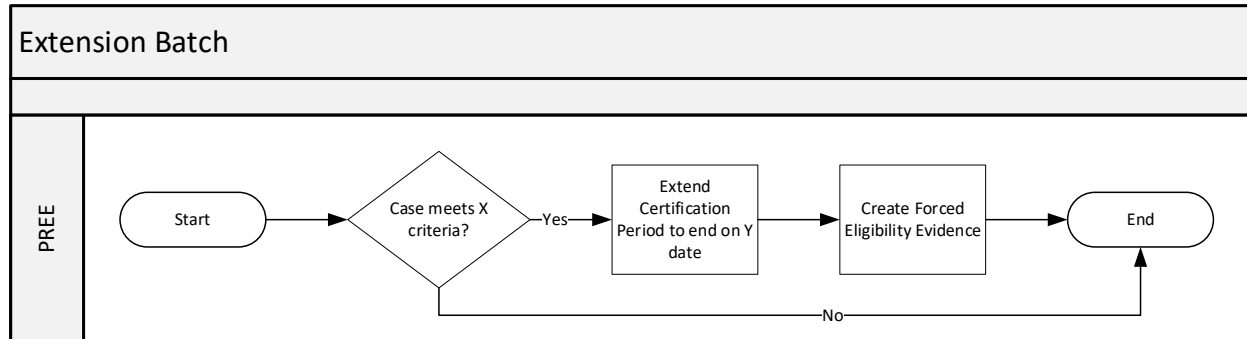 Extension Batch
PREE
Start
Case meets X
criteria?
Yes
Extend
Certification
Period to end on Y
date
Create Forced
Eligibility Evidence
End
No